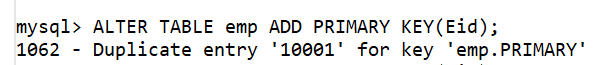 mysql> ALTER TABLE emp ADD PRIMARY KEY(Eid);
1062 - Duplicate entry '10001' for key 'emp.PRIMARY'